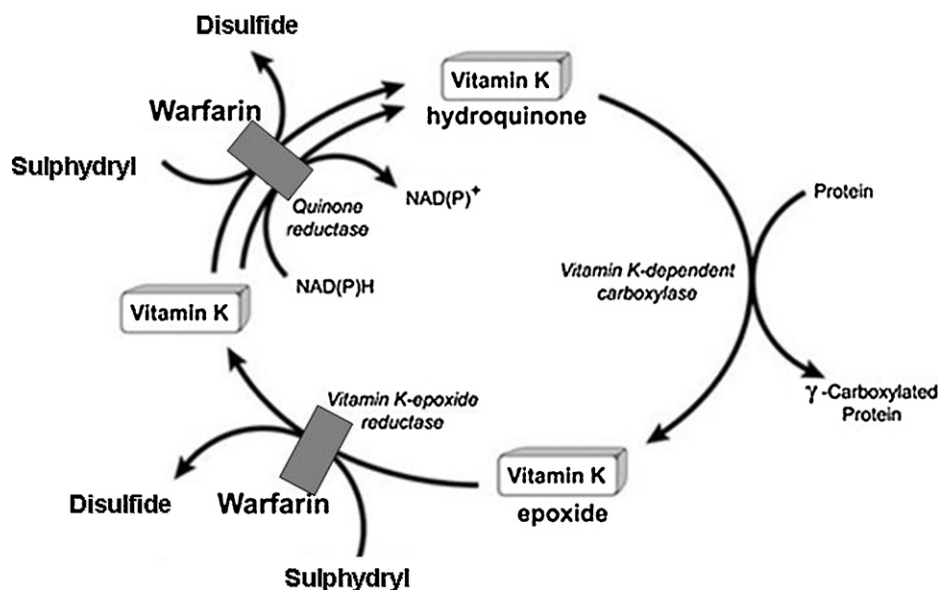 Disulfide
Vitamin K
hydroquinone
Warfarin
Sulphydryl
Quinone
reductase
NAD(P)+
NAD(P)H
Protein
Vitamin K-dependent
carboxylase
Vitamin K
γ-Carboxylated
Protein
Vitamin K-epoxide
reductase
Vitamin K
epoxide
Disulfide
Warfarin
Sulphydryl